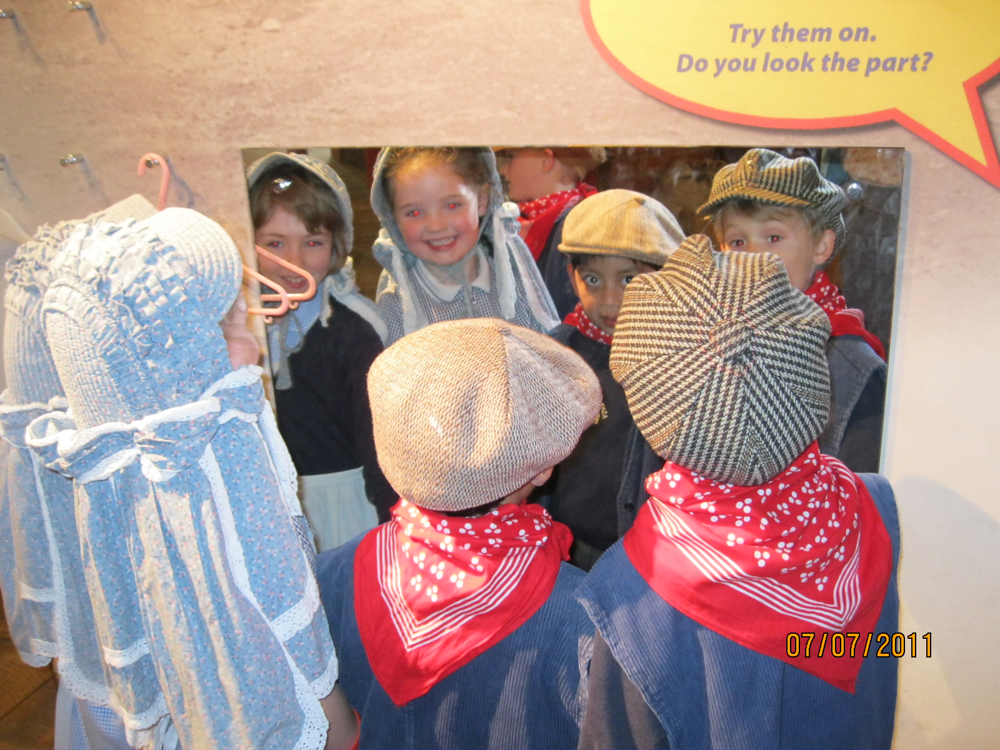 Try them on.
Do you look the part?
07/07/2011